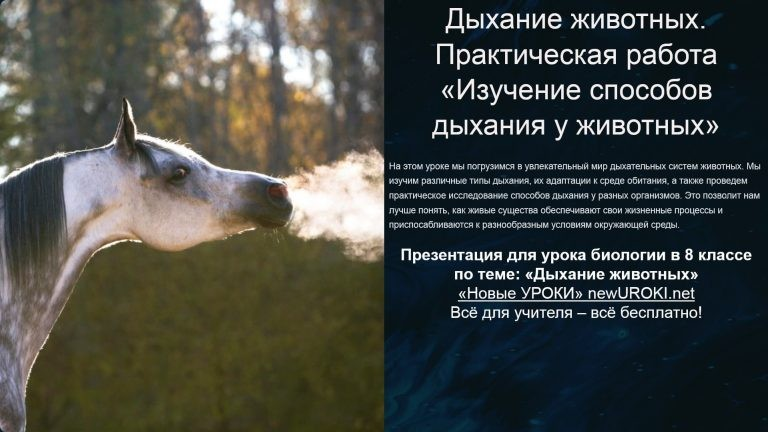 Дыхание животных.
Практическая работа
«Изучение способов
дыхания у животных»
На этом уроке мы погрузимся в увлекательный мир дыхательных систем животных. Мы
изучим различные типы дыхания, их адаптации к среде обитания, а также проведем
практическое исследование способов дыхания у разных организмов. Это позволит нам
лучше понять, как живые существа обеспечивают свои жизненные процессы и
приспосабливаются к разнообразным условиям окружающей среды.
Презентация для урока биологии в 8 классе
по теме: «Дыхание животных»
«Новые УРОКИ» newUROKI.net
Всё для учителя – всё бесплатно!